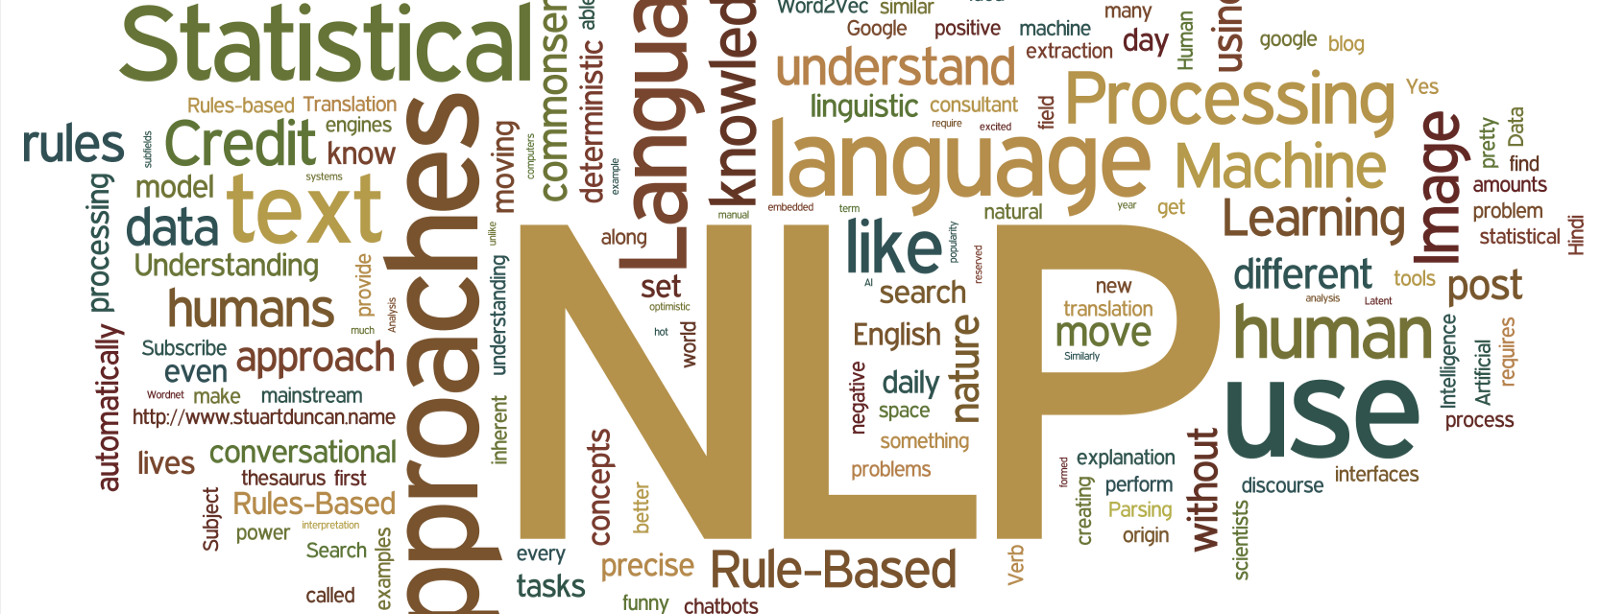 Statistical
commonsen
able
Langua
knowled
Word2Vec
similar
many
Google
positive
machine
extraction
day
Human
using
google
blog
understand
deterministic
Rules-based
Translation
engines
rules
subfields
Credit
know
systems
approaches
moving
computers
example
linguistic
consultant
require
excited
field
Processing
Yes
language
Machine
Image
pretty
Data
find
amounts
problem
statistical
Hindi
processing
model
text
data
Understanding
unlike
along
manual
embedded
term
natural
year
get
Learning
humans
provide
Analysis
much
understanding
NLP
set
optimistic
hot
world
like
popularity
reserved
AI
search
English
nature
new
translation
move
Similarly
different
analysis
Latent
tools
post
human
Intelligence
Artificial
requires
automatically
Subscribe
even
approach
Wordnet
make
mainstream
http://www.stuartduncan.name
inherent
negative
daily
space
something
problems
use
process
lives
conversational
thesaurus
first
Subject
Rules-Based
power
interpretation
Search
examples
called
concepts
better
every
tasks
precise
Rule-Based
funny
chatbots
Verb
formed
explanation
creating
perform
Parsing
origin
without
scientists
discourse
interfaces